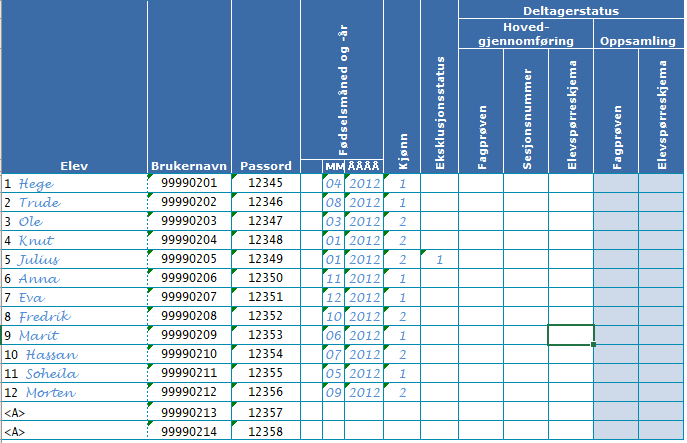 Deltagerstatus
Hoved-
gjennomføring Oppsamling
Elev Brukernavn Passord Fødselsmåned og -år Kjønn Eksklusjonsstatus Fagprøven Sesjonsnummer Elevspørreskjema Fagprøven Elevspørreskjema
MM ÅÅÅÅ
1 Hege 99990201 12345 04 2012 1
2 Trude 99990202 12346 08 2012 1
3 Ole 99990203 12347 03 2012 2
4 Knut 99990204 12348 01 2012 2
5 Julius 99990205 12349 01 2012 2 1
6 Anna 99990206 12350 11 2012 1
7 Eva 99990207 12351 12 2012 1
8 Fredrik 99990208 12352 10 2012 2
9 Marit 99990209 12353 06 2012 1
10 Hassan 99990210 12354 07 2012 2
11 Soheila 99990211 12355 05 2012 1
12 Morten 99990212 12356 09 2012 2
<A> 99990213 12357
<A> 99990214 12358